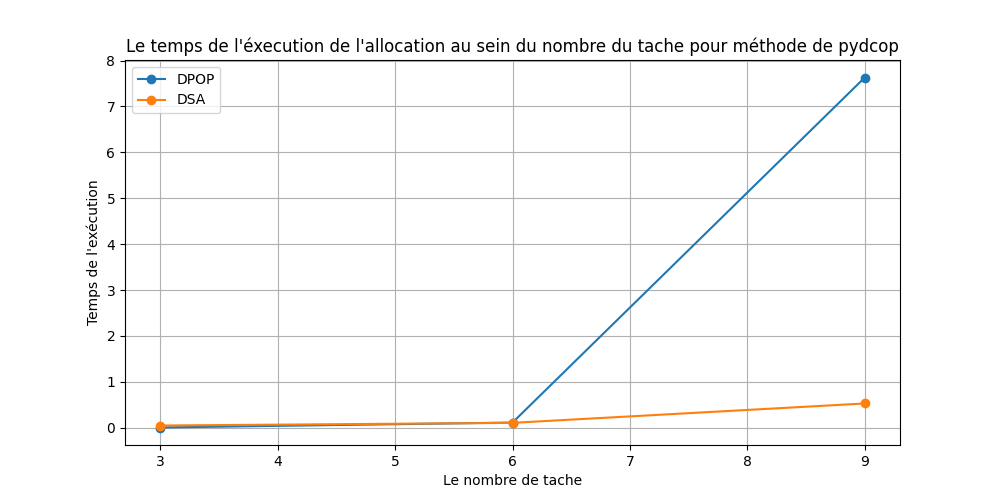 Le temps de l'éxecution de l'allocation au sein du nombre du tache pour méthode de pydcop
DPOP
DSA
8
7
6
5
4
3
2
1
0
Temps de l'exécution
3 4 5 6 7 8 9
Le nombre de tache